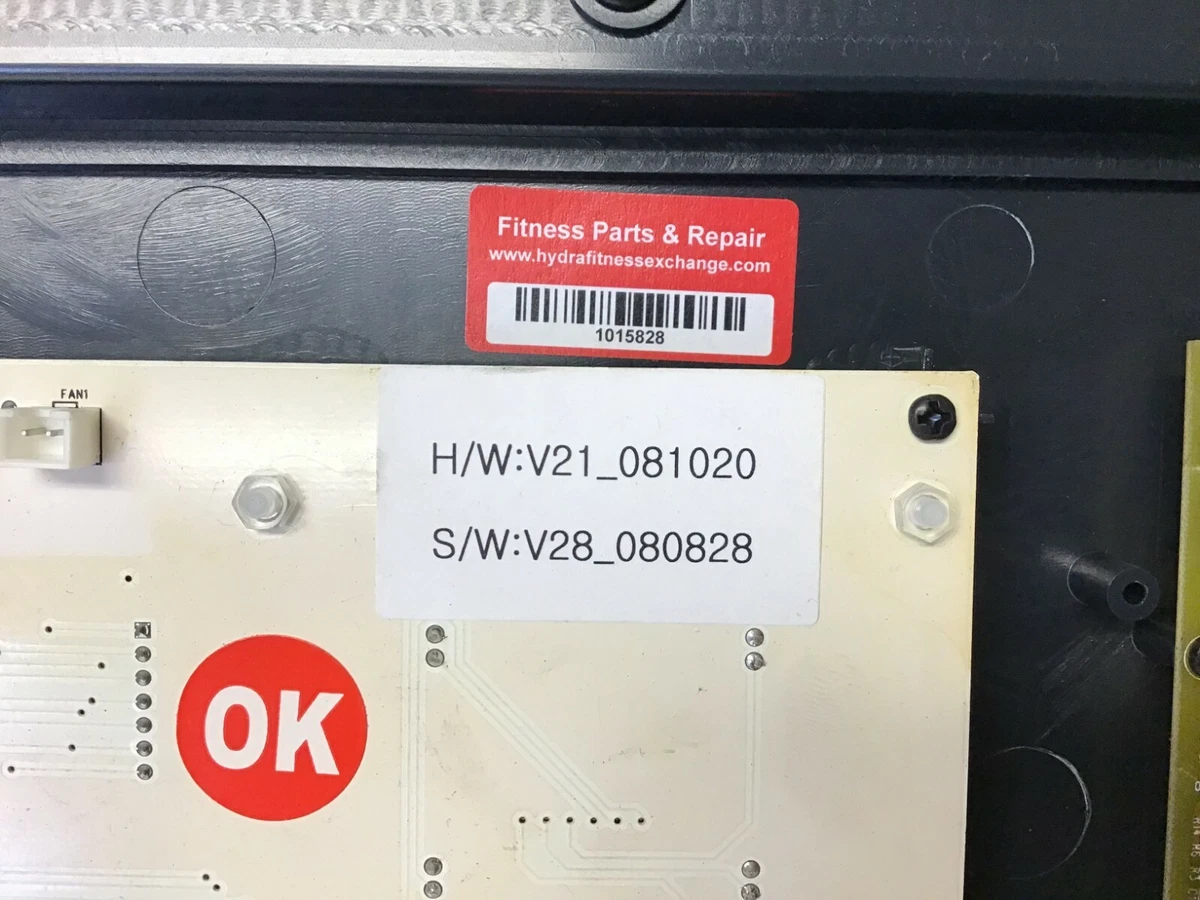 Fitness Parts & Repair
www.hydrafitnessexchange.com
1015828
FAN1
H/W:V21_081020
S/W:V28_080828
OK